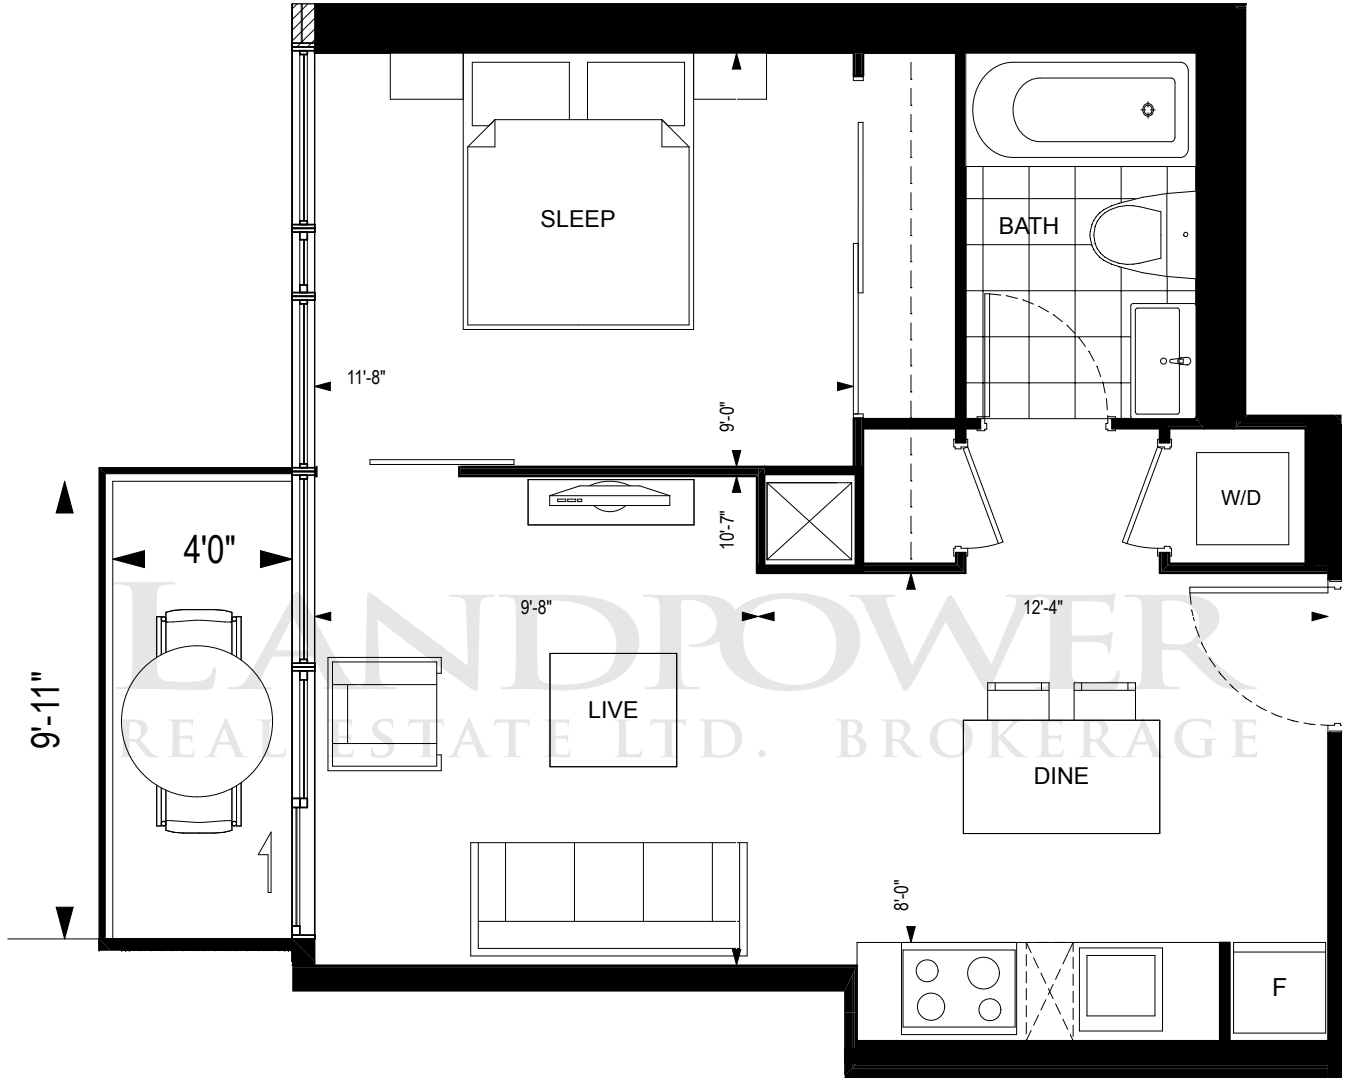 SLEEP
BATH
11'-8"
9'-0"
W/D
10'-7"
4'0"
9'-8"
12'-4"
LANDPOWER
9'-11"
LIVE
REAL ESTATE LTD. BROKERAGE
DINE
8'-0"
F